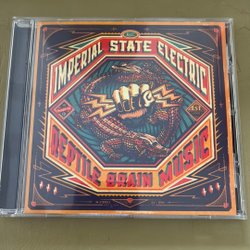 IMPERIAL STATE ELECTRIC
REPTILE BRAIN MUSIC